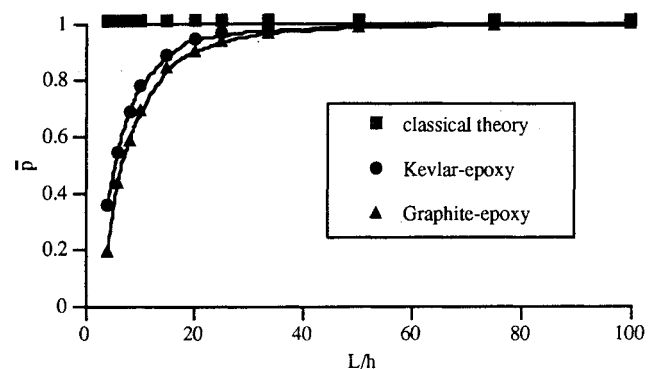 1
0.8
0.6
0.4
0.2
0
p̄
classical theory
Kevlar-epoxy
Graphite-epoxy
0 20 40 60 80 100
L/h